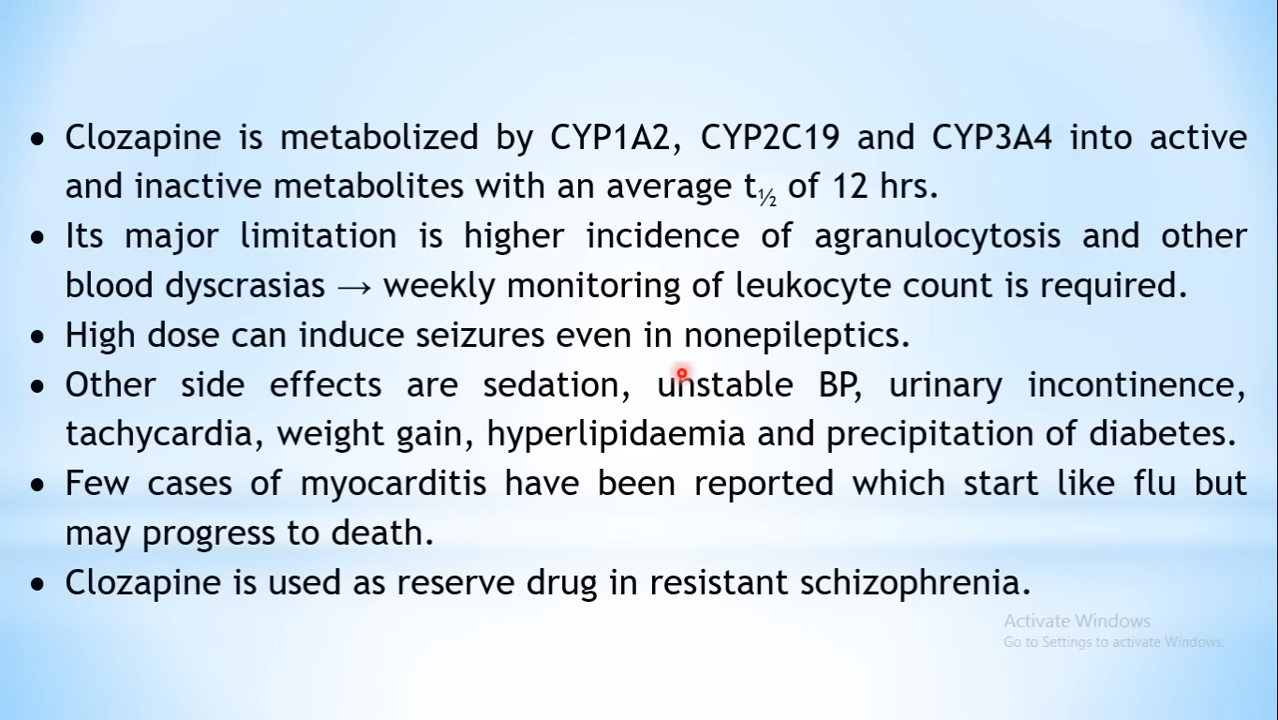 • Clozapine is metabolized by CYP1A2, CYP2C19 and CYP3A4 into active
and inactive metabolites with an average t½ of 12 hrs.
• Its major limitation is higher incidence of agranulocytosis and other
blood dyscrasias → weekly monitoring of leukocyte count is required.
• High dose can induce seizures even in nonepileptics.
• Other side effects are sedation, unstable BP, urinary incontinence,
tachycardia, weight gain, hyperlipidaemia and precipitation of diabetes.
• Few cases of myocarditis have been reported which start like flu but
may progress to death.
• Clozapine is used as reserve drug in resistant schizophrenia.
Activate Windows
Go to Settings to activate Windows.